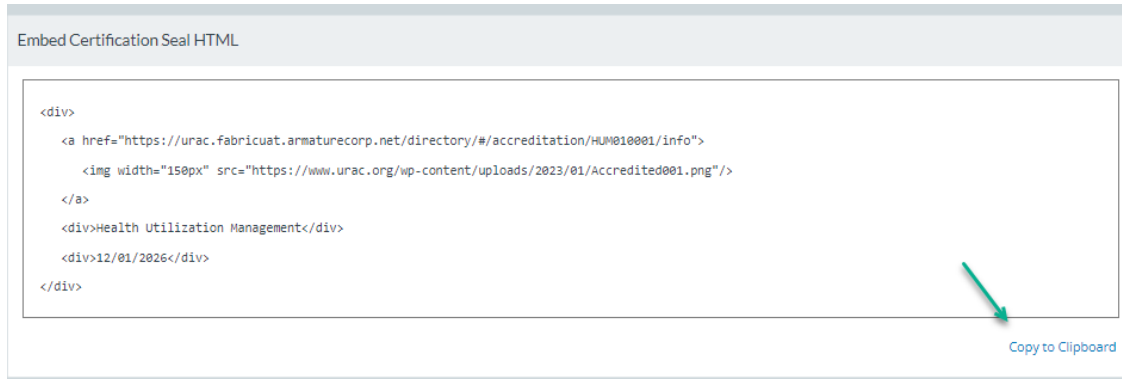 Embed Certification Seal HTML
<div>
<a href="https://urac.fabricuat.armaturecorp.net/directory/#/accreditation/HUM010001/info">
<img width="150px" src="https://www.urac.org/wp-content/uploads/2023/01/Accredited001.png"/>
</a>
<div>Health Utilization Management</div>
<div>12/01/2026</div>
</div>
Copy to Clipboard